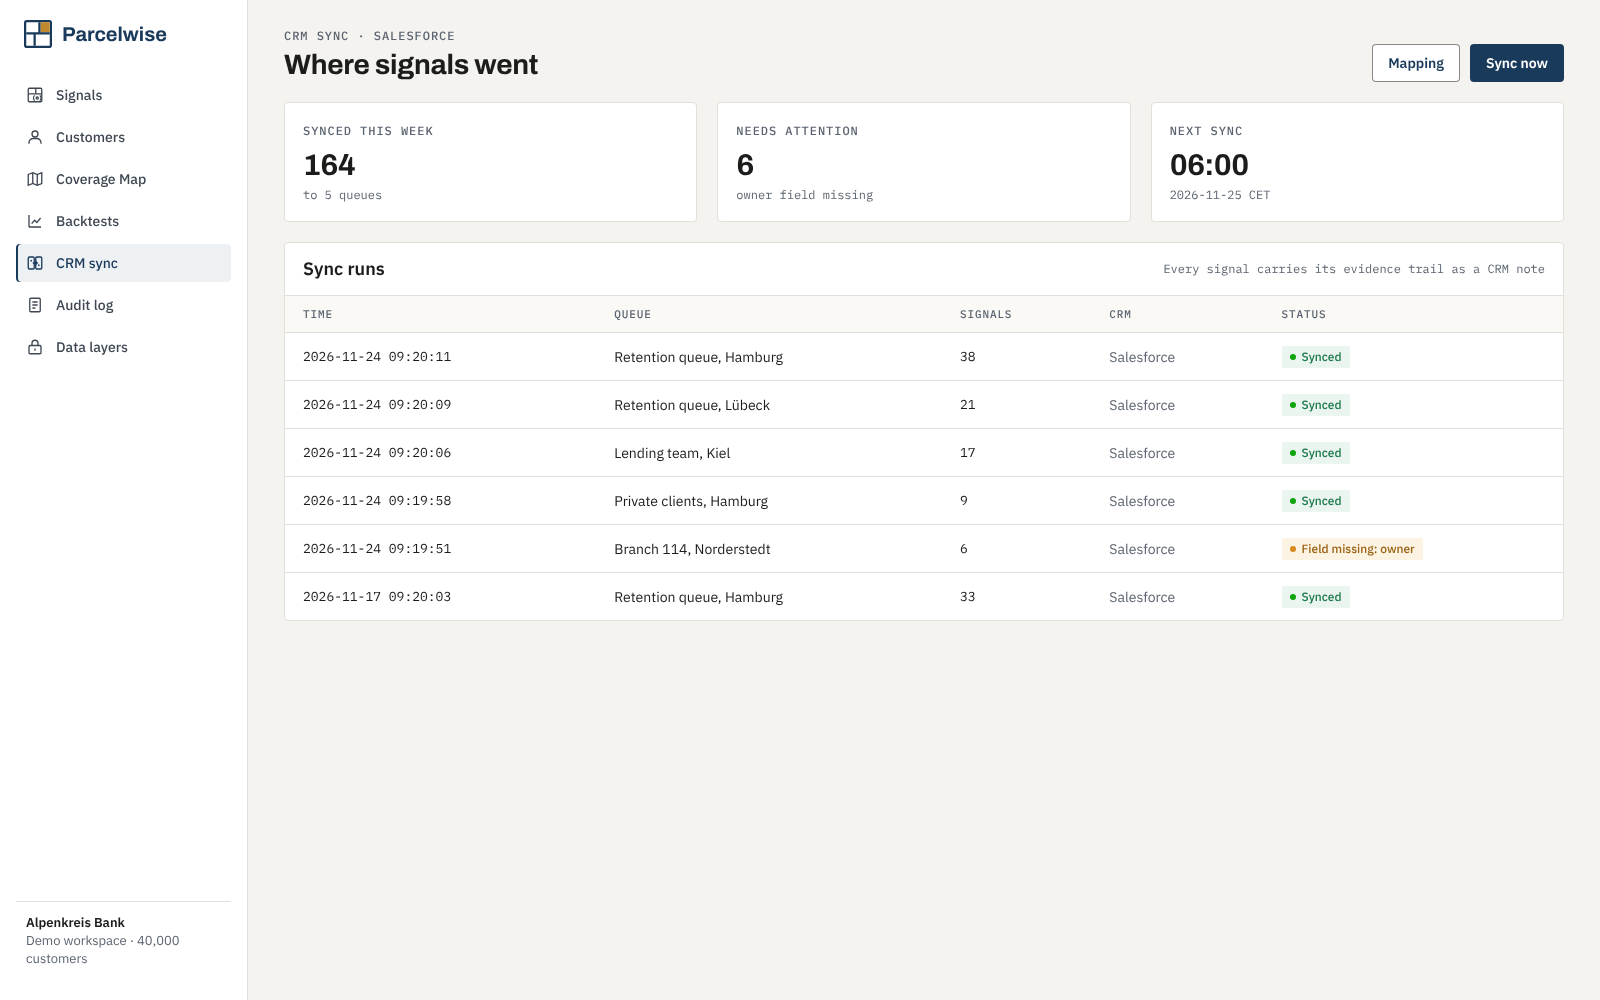 Parcelwise
Signals
Customers
Coverage Map
Backtests
CRM sync
Audit log
Data layers
Alpenkreis Bank
Demo workspace · 40,000
customers
CRM SYNC · SALESFORCE
Where signals went
Mapping
Sync now
SYNCED THIS WEEK
164
to 5 queues
NEEDS ATTENTION
6
owner field missing
NEXT SYNC
06:00
2026-11-25 CET
Sync runs
Every signal carries its evidence trail as a CRM note
TIME QUEUE SIGNALS CRM STATUS
2026-11-24 09:20:11 Retention queue, Hamburg 38 Salesforce Synced
2026-11-24 09:20:09 Retention queue, Lübeck 21 Salesforce Synced
2026-11-24 09:20:06 Lending team, Kiel 17 Salesforce Synced
2026-11-24 09:19:58 Private clients, Hamburg 9 Salesforce Synced
2026-11-24 09:19:51 Branch 114, Norderstedt 6 Salesforce Field missing: owner
2026-11-17 09:20:03 Retention queue, Hamburg 33 Salesforce Synced